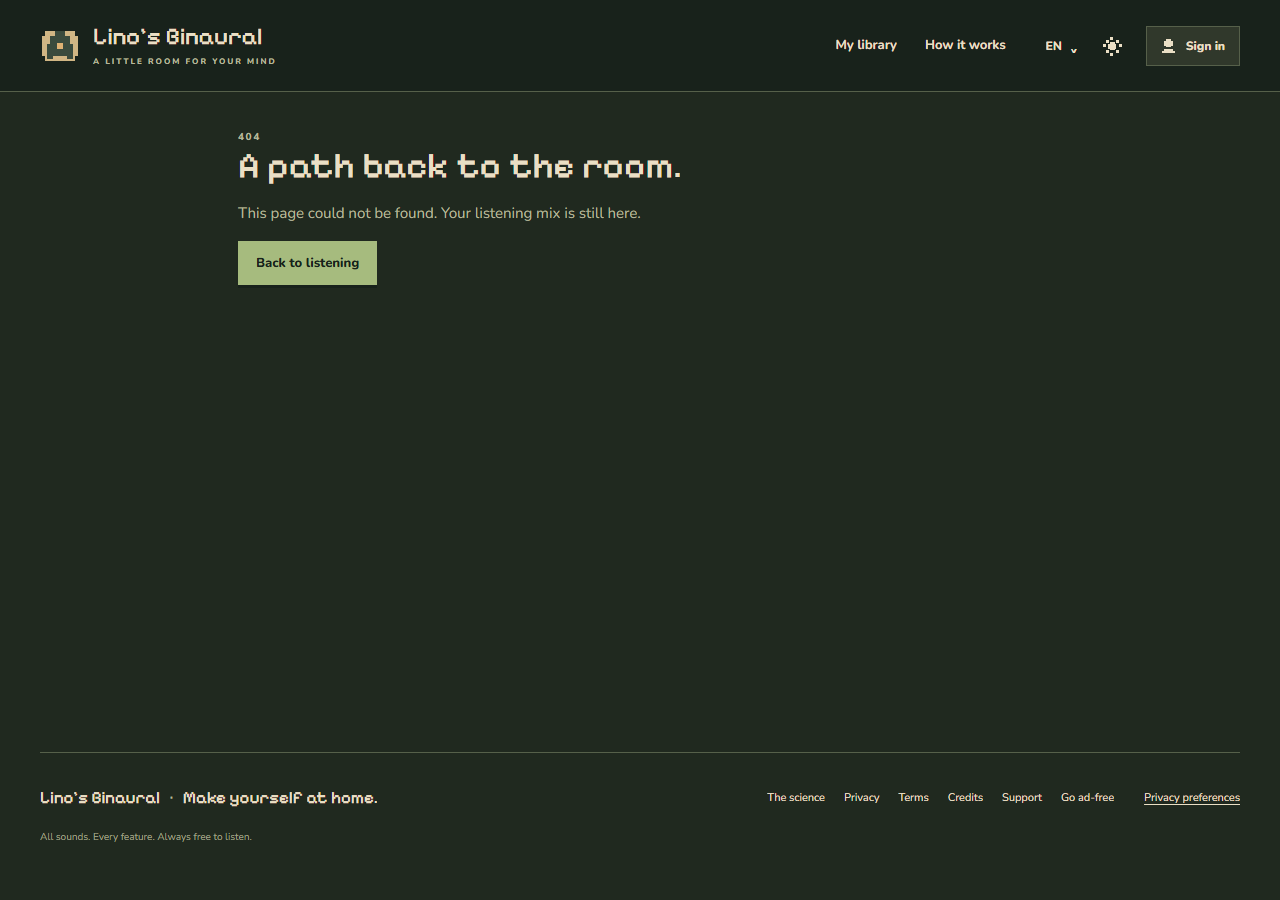 Lino's Binaural
A LITTLE ROOM FOR YOUR MIND
My library
How it works
EN
Sign in
404
A path back to the room.
This page could not be found. Your listening mix is still here.
Back to listening
Lino's Binaural · Make yourself at home.
The science
Privacy
Terms
Credits
Support
Go ad-free
Privacy preferences
All sounds. Every feature. Always free to listen.